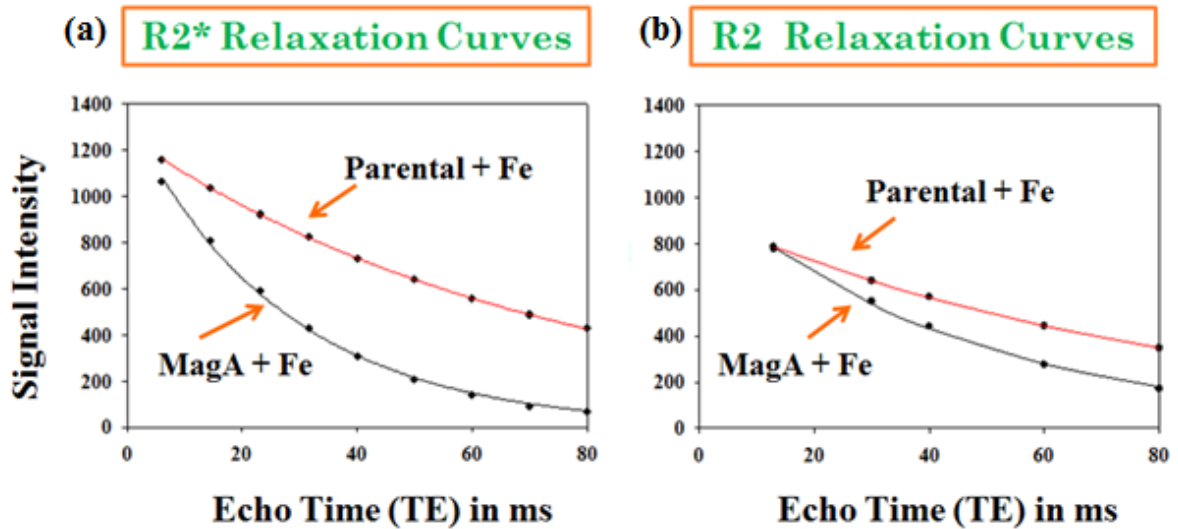 (a) R2* Relaxation Curves
1400
1200
1000
800
600
400
200
0
0 20 40 60 80
Signal Intensity
Parental + Fe
MagA + Fe
Echo Time (TE) in ms
(b) R2 Relaxation Curves
1400
1200
1000
800
600
400
200
0
0 20 40 60 80
Parental + Fe
MagA + Fe
Echo Time (TE) in ms